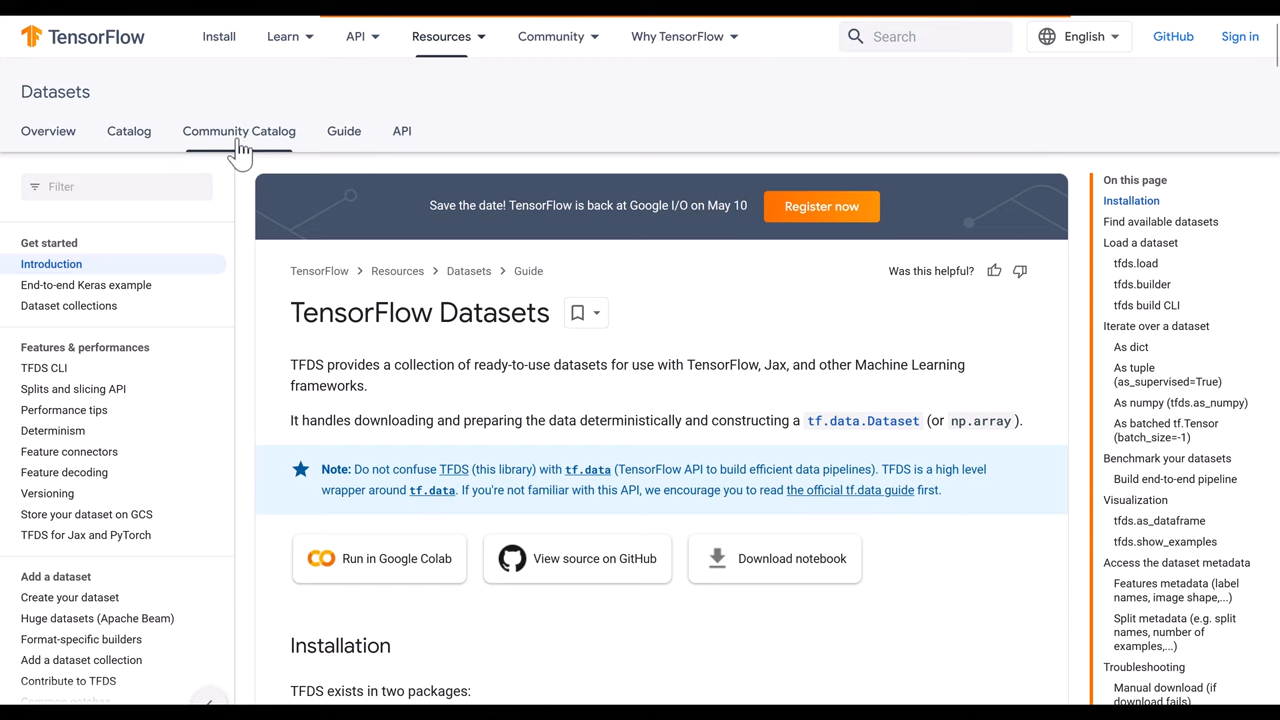 TensorFlow
Install
Learn
API
Resources
Community
Why TensorFlow
Search
English
GitHub
Sign in
Datasets
Overview
Catalog
Community Catalog
Guide
API
Filter
Get started
Introduction
End-to-end Keras example
Dataset collections
Features & performances
TFDS CLI
Splits and slicing API
Performance tips
Determinism
Feature connectors
Feature decoding
Versioning
Store your dataset on GCS
TFDS for Jax and PyTorch
Add a dataset
Create your dataset
Huge datasets (Apache Beam)
Format-specific builders
Add a dataset collection
Contribute to TFDS
Save the date! TensorFlow is back at Google I/O on May 10
Register now
TensorFlow > Resources > Datasets > Guide
Was this helpful?
TensorFlow Datasets
TFDS provides a collection of ready-to-use datasets for use with TensorFlow, Jax, and other Machine Learning
frameworks.
It handles downloading and preparing the data deterministically and constructing a tf.data.Dataset (or np.array).
Note: Do not confuse TFDS (this library) with tf.data (TensorFlow API to build efficient data pipelines). TFDS is a high level
wrapper around tf.data. If you're not familiar with this API, we encourage you to read the official tf.data guide first.
Run in Google Colab
View source on GitHub
Download notebook
Installation
TFDS exists in two packages:
On this page
Installation
Find available datasets
Load a dataset
tfds.load
tfds.builder
tfds build CLI
Iterate over a dataset
As dict
As tuple
(as_supervised=True)
As numpy (tfds.as_numpy)
As batched tf.Tensor
(batch_size=-1)
Benchmark your datasets
Build end-to-end pipeline
Visualization
tfds.as_dataframe
tfds.show_examples
Access the dataset metadata
Features metadata (label
names, image shape,...)
Split metadata (e.g. split
names, number of
examples,...)
Troubleshooting
Manual download (if
download fails)